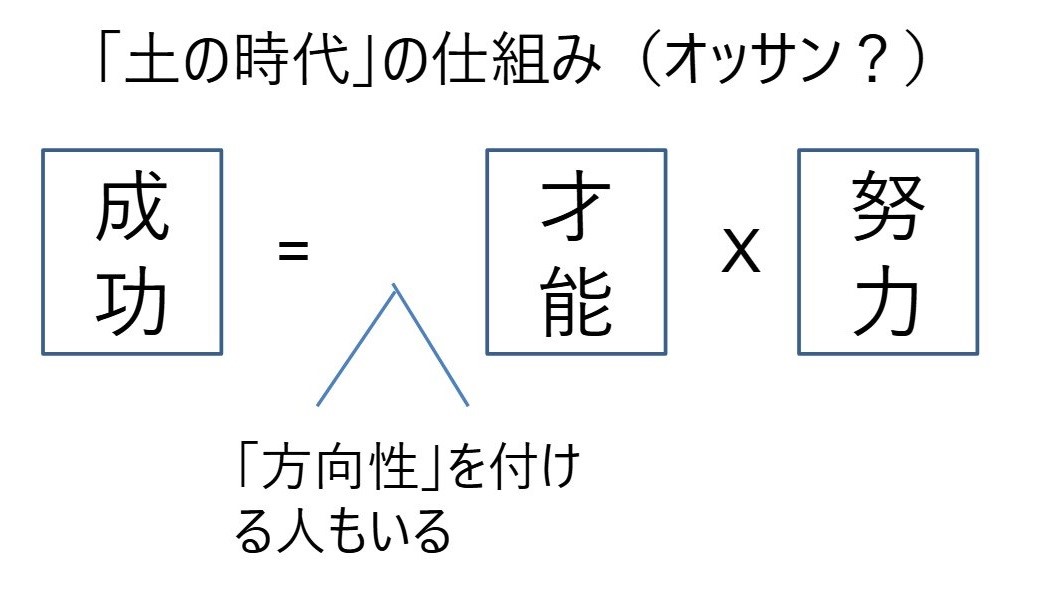 「土の時代」の仕組み（オッサン？）
成功
=
才能
X
努力
「方向性」を付け
る人もいる